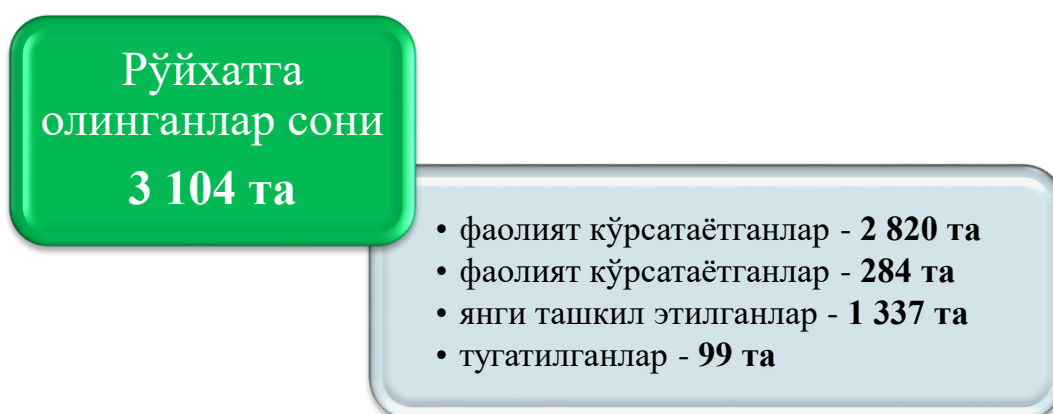 Рўйхатга
олинганлар сони
3 104 та
• фаолият кўрсатаётганлар - 2 820 та
• фаолият кўрсатаётганлар - 284 та
• янги ташкил этилганлар - 1 337 та
• тугатилганлар - 99 та